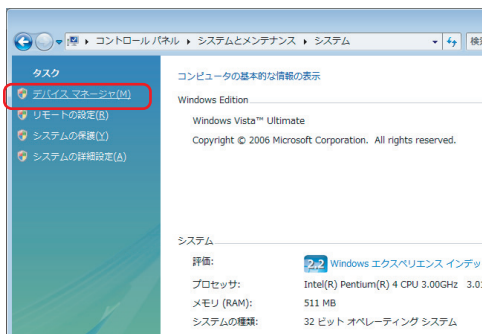 コントロール パネル ▸ システムとメンテナンス ▸ システム
検
タスク
コンピュータの基本的な情報の表示
デバイス マネージャ(M)
Windows Edition
リモートの設定(R)
Windows Vista™ Ultimate
システムの保護(Y)
Copyright © 2006 Microsoft Corporation. All rights reserved.
システムの詳細設定(A)
システム
評価:
2.2 Windows エクスペリエンス インデッ
プロセッサ:
Intel(R) Pentium(R) 4 CPU 3.00GHz 3.0
メモリ (RAM):
511 MB
システムの種類:
32 ビット オペレーティング システム